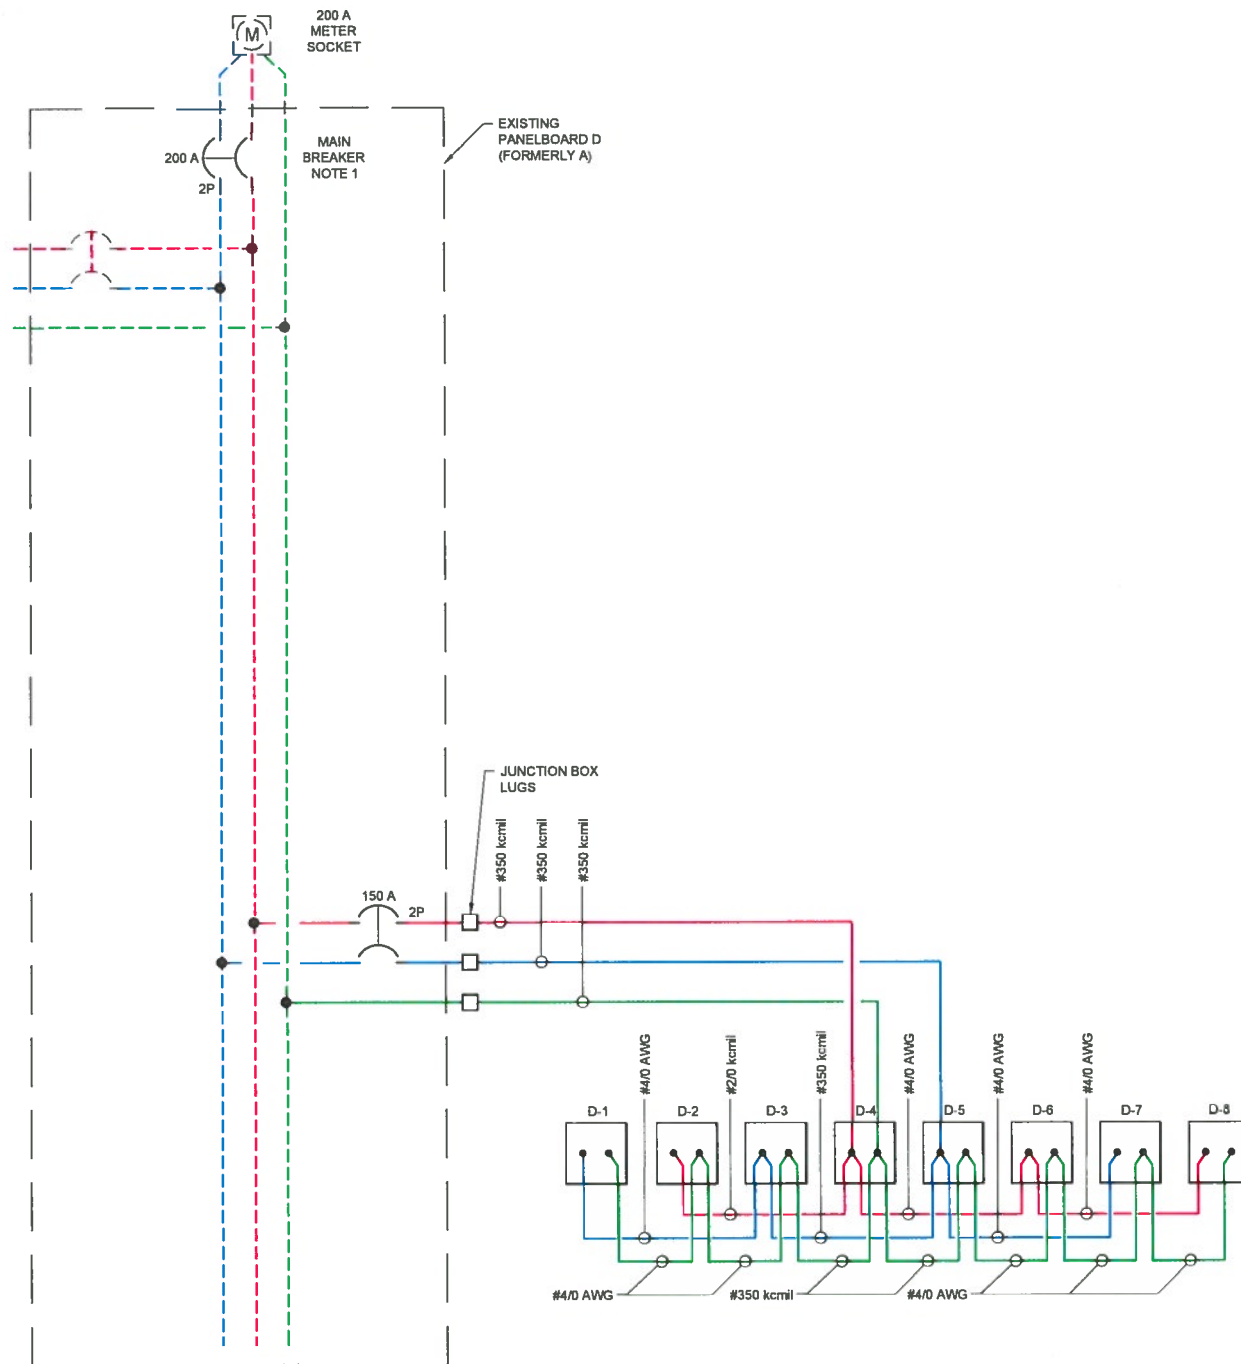 200 A
METER
SOCKET
M
EXISTING
PANELBOARD D
(FORMERLY A)
MAIN
BREAKER
NOTE 1
200 A
2P
JUNCTION BOX
LUGS
#350 kcmil
#350 kcmil
#350 kcmil
150 A
2P
#4/0 AWG
#2/0 kcmil
#350 kcmil
#4/0 AWG
#4/0 AWG
#4/0 AWG
D-1
D-2
D-3
D-4
D-5
D-6
D-7
D-8
#4/0 AWG
#350 kcmil
#4/0 AWG